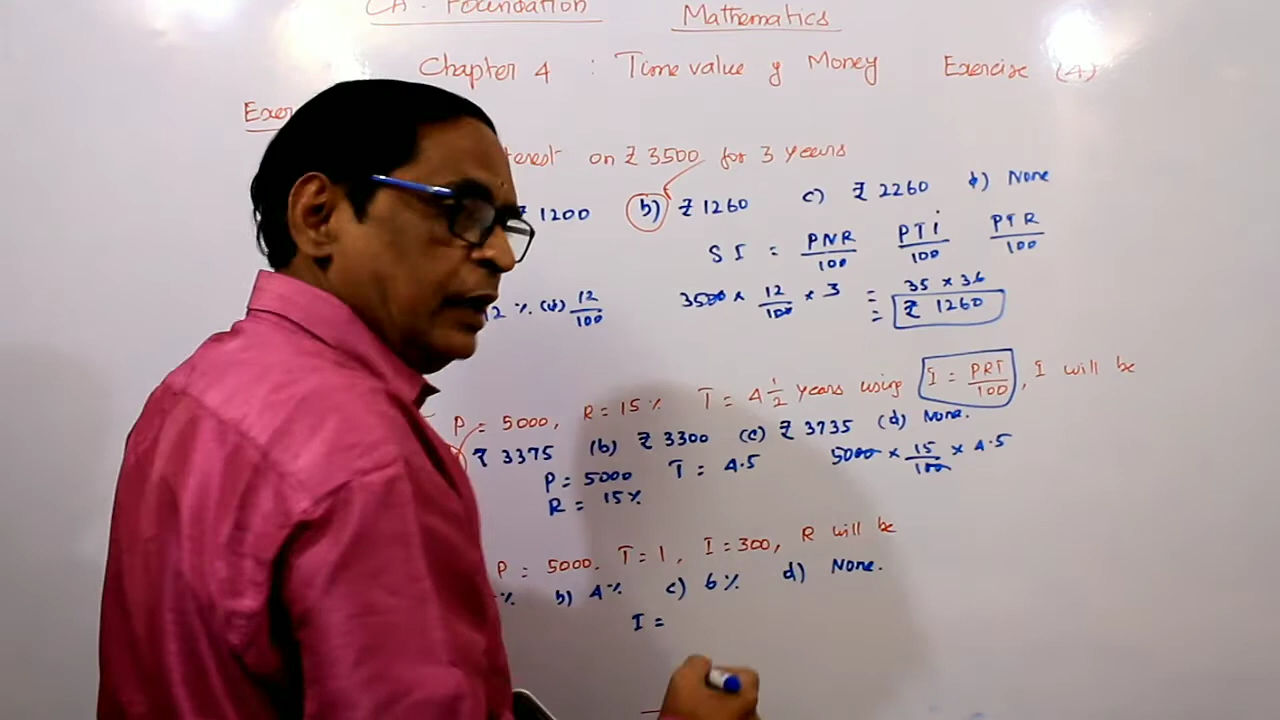 CA - Foundation Mathematics
Chapter 4 : Time value of Money Exercise (4)
Exer
terest on ₹ 3500 for 3 years
₹ 1200 b) ₹ 1260 c) ₹ 2260 d) None
S I = PNR/100 PTi/100 PTR/100
12 % (or) 12/100 3500 × 12/100 × 3 = 35 × 36
= ₹ 1260
P = 5000, R = 15% T = 4 1/2 years using I = PRT/100, I will be
₹ 3375 (b) ₹ 3300 (c) ₹ 3735 (d) None.
P = 5000 T = 4.5 5000 × 15/100 × 4.5
R = 15%
P = 5000. T = 1, I = 300, R will be
% b) 4% c) 6% d) None.
I =